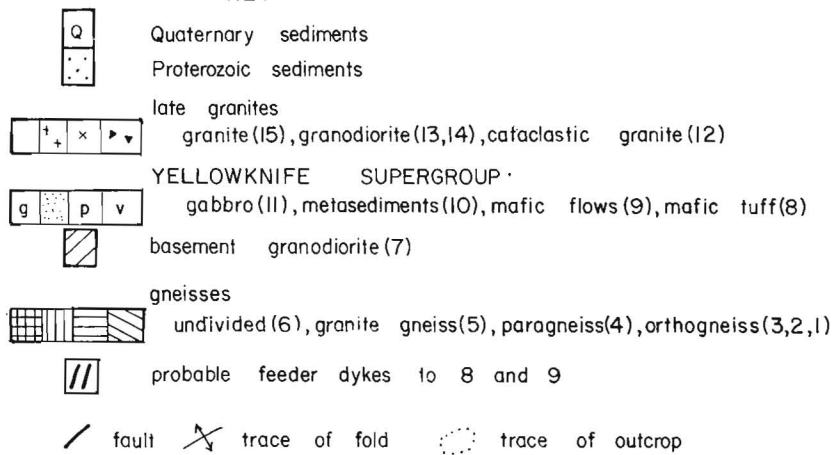 Q Quaternary sediments
Proterozoic sediments
late granites
granite(15), granodiorite(13,14), cataclastic granite(12)
YELLOWKNIFE SUPERGROUP·
g p v gabbro(11), metasediments(10), mafic flows(9), mafic tuff(8)
basement granodiorite(7)
gneisses
undivided(6), granite gneiss(5), paragneiss(4), orthogneiss(3,2,1)
probable feeder dykes to 8 and 9
fault trace of fold trace of outcrop